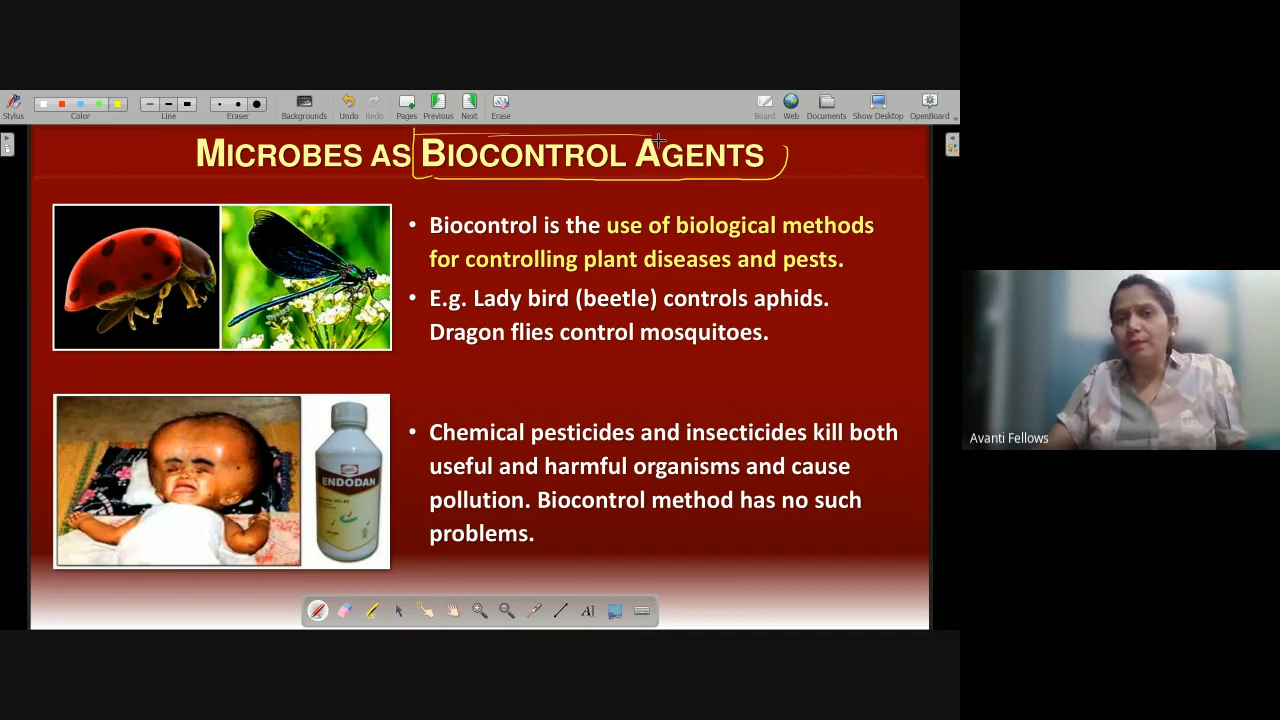 Stylus
Color
Line
Eraser
Backgrounds
Undo
Redo
Pages
Previous
Next
Erase
Board
Web
Documents
Show Desktop
OpenBoard
MICROBES AS BIOCONTROL AGENTS
• Biocontrol is the use of biological methods
for controlling plant diseases and pests.
• E.g. Lady bird (beetle) controls aphids.
Dragon flies control mosquitoes.
ENDODAN
• Chemical pesticides and insecticides kill both
useful and harmful organisms and cause
pollution. Biocontrol method has no such
problems.
AI
Avanti Fellows